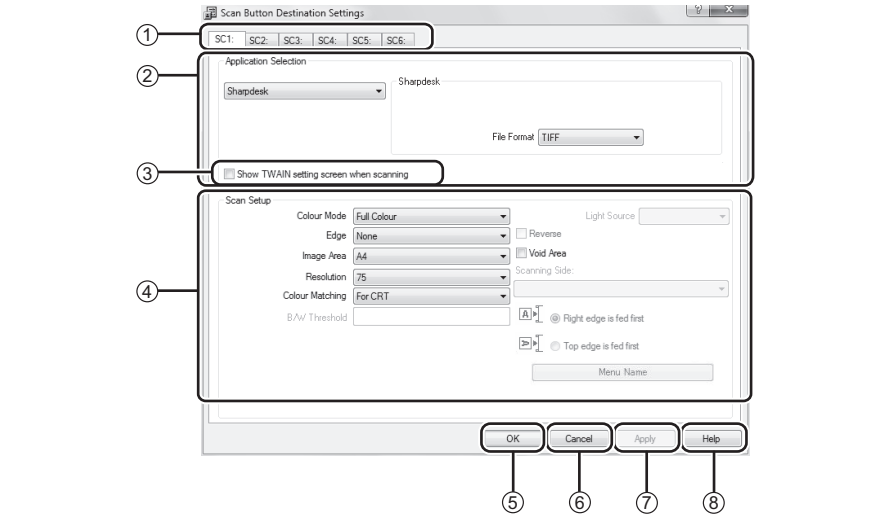 Scan Button Destination Settings
?
x
① SC1: SC2: SC3: SC4: SC5: SC6:
② Application Selection
Sharpdesk
Sharpdesk
File Format TIFF
③ Show TWAIN setting screen when scanning
④ Scan Setup
Colour Mode Full Colour
Light Source
Edge None
Reverse
Image Area A4
Void Area
Resolution 75
Scanning Side:
Colour Matching For CRT
B/W Threshold
A Right edge is fed first
A Top edge is fed first
Menu Name
OK Cancel Apply Help
⑤ ⑥ ⑦ ⑧